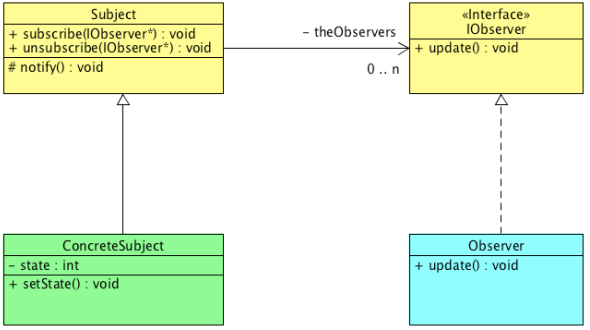 Subject
+ subscribe(IObserver*) : void
+ unsubscribe(IObserver*) : void
# notify() : void
- theObservers
0 .. n
«Interface»
IObserver
+ update() : void
ConcreteSubject
- state : int
+ setState() : void
Observer
+ update() : void